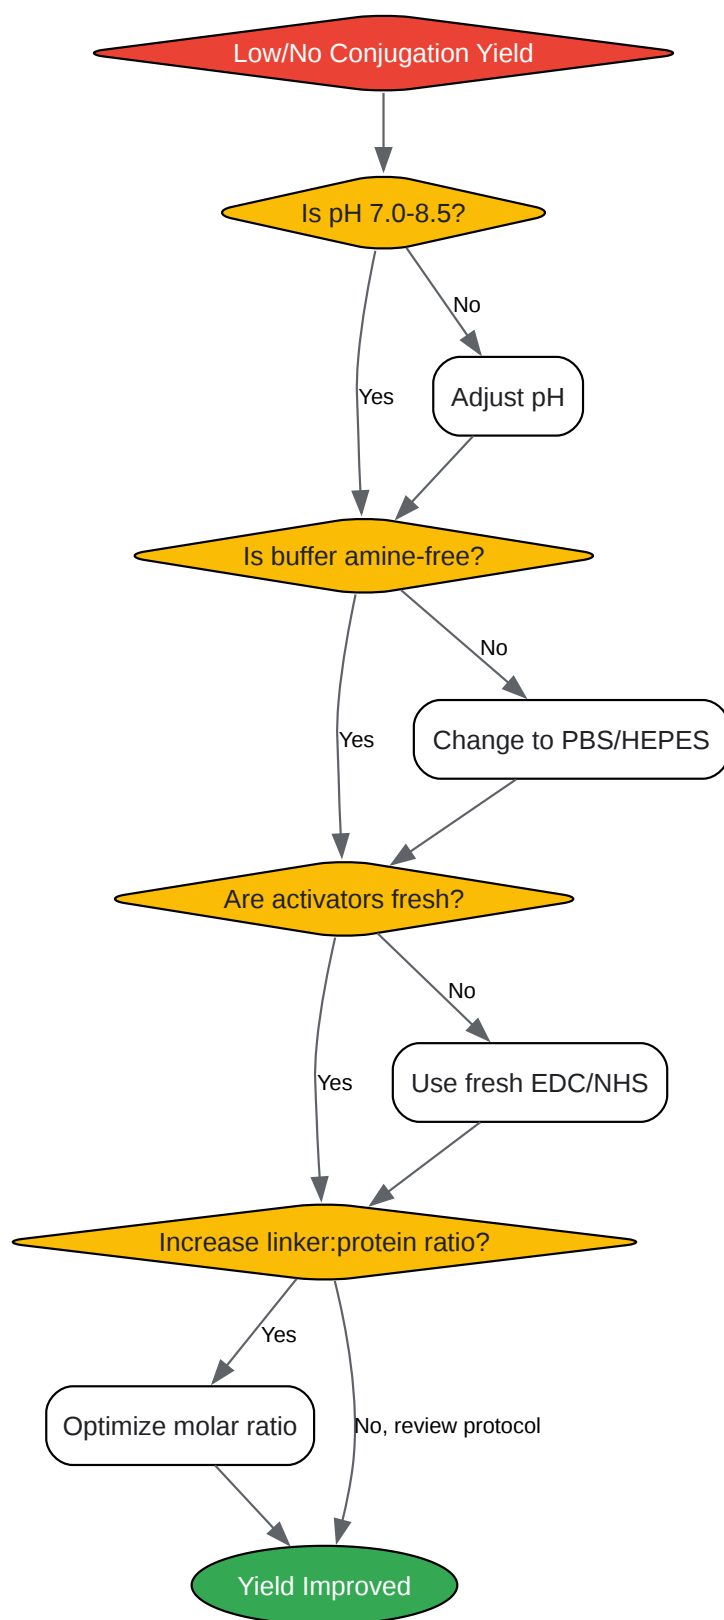 Low/No Conjugation Yield
Is pH 7.0-8.5?
No
Adjust pH
Yes
Is buffer amine-free?
No
Change to PBS/HEPES
Yes
Are activators fresh?
No
Use fresh EDC/NHS
Yes
Increase linker:protein ratio?
Yes
Optimize molar ratio
No, review protocol
Yield Improved